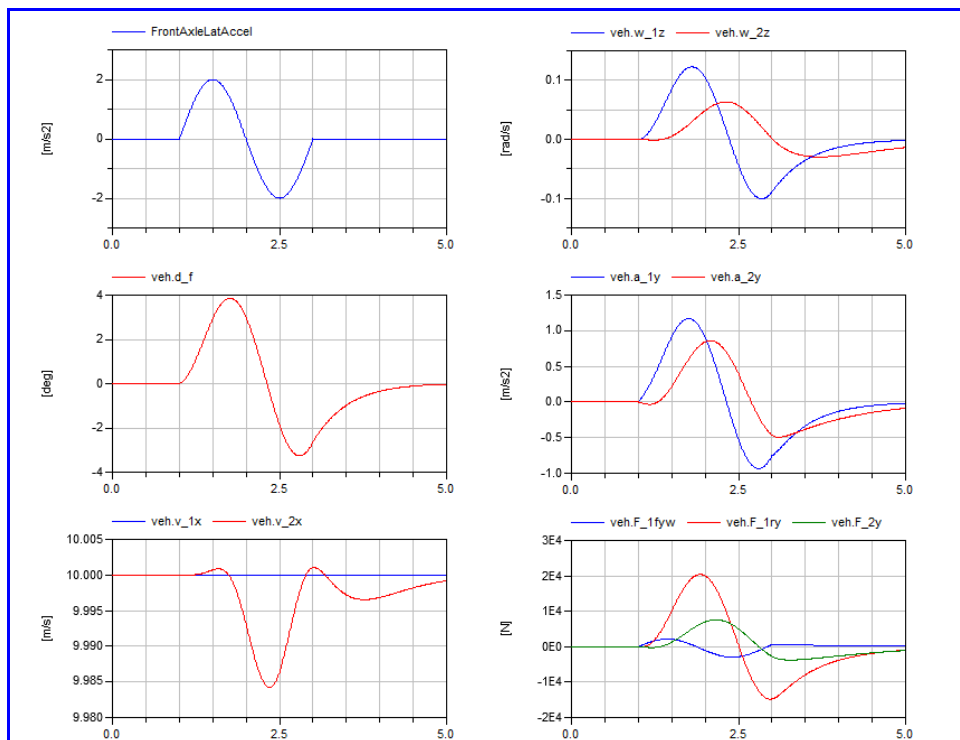 FrontAxleLatAccel
[m/s2]
2
0
-2
0.0 2.5 5.0
veh.w_1z veh.w_2z
[rad/s]
0.1
0.0
-0.1
0.0 2.5 5.0
veh.d_f
[deg]
4
2
0
-2
-4
0.0 2.5 5.0
veh.a_1y veh.a_2y
[m/s2]
1.5
1.0
0.5
0.0
-0.5
-1.0
0.0 2.5 5.0
veh.v_1x veh.v_2x
[m/s]
10.005
10.000
9.995
9.990
9.985
9.980
0.0 2.5 5.0
veh.F_1fyw veh.F_1ry veh.F_2y
[N]
3E4
2E4
1E4
0E0
-1E4
-2E4
0.0 2.5 5.0